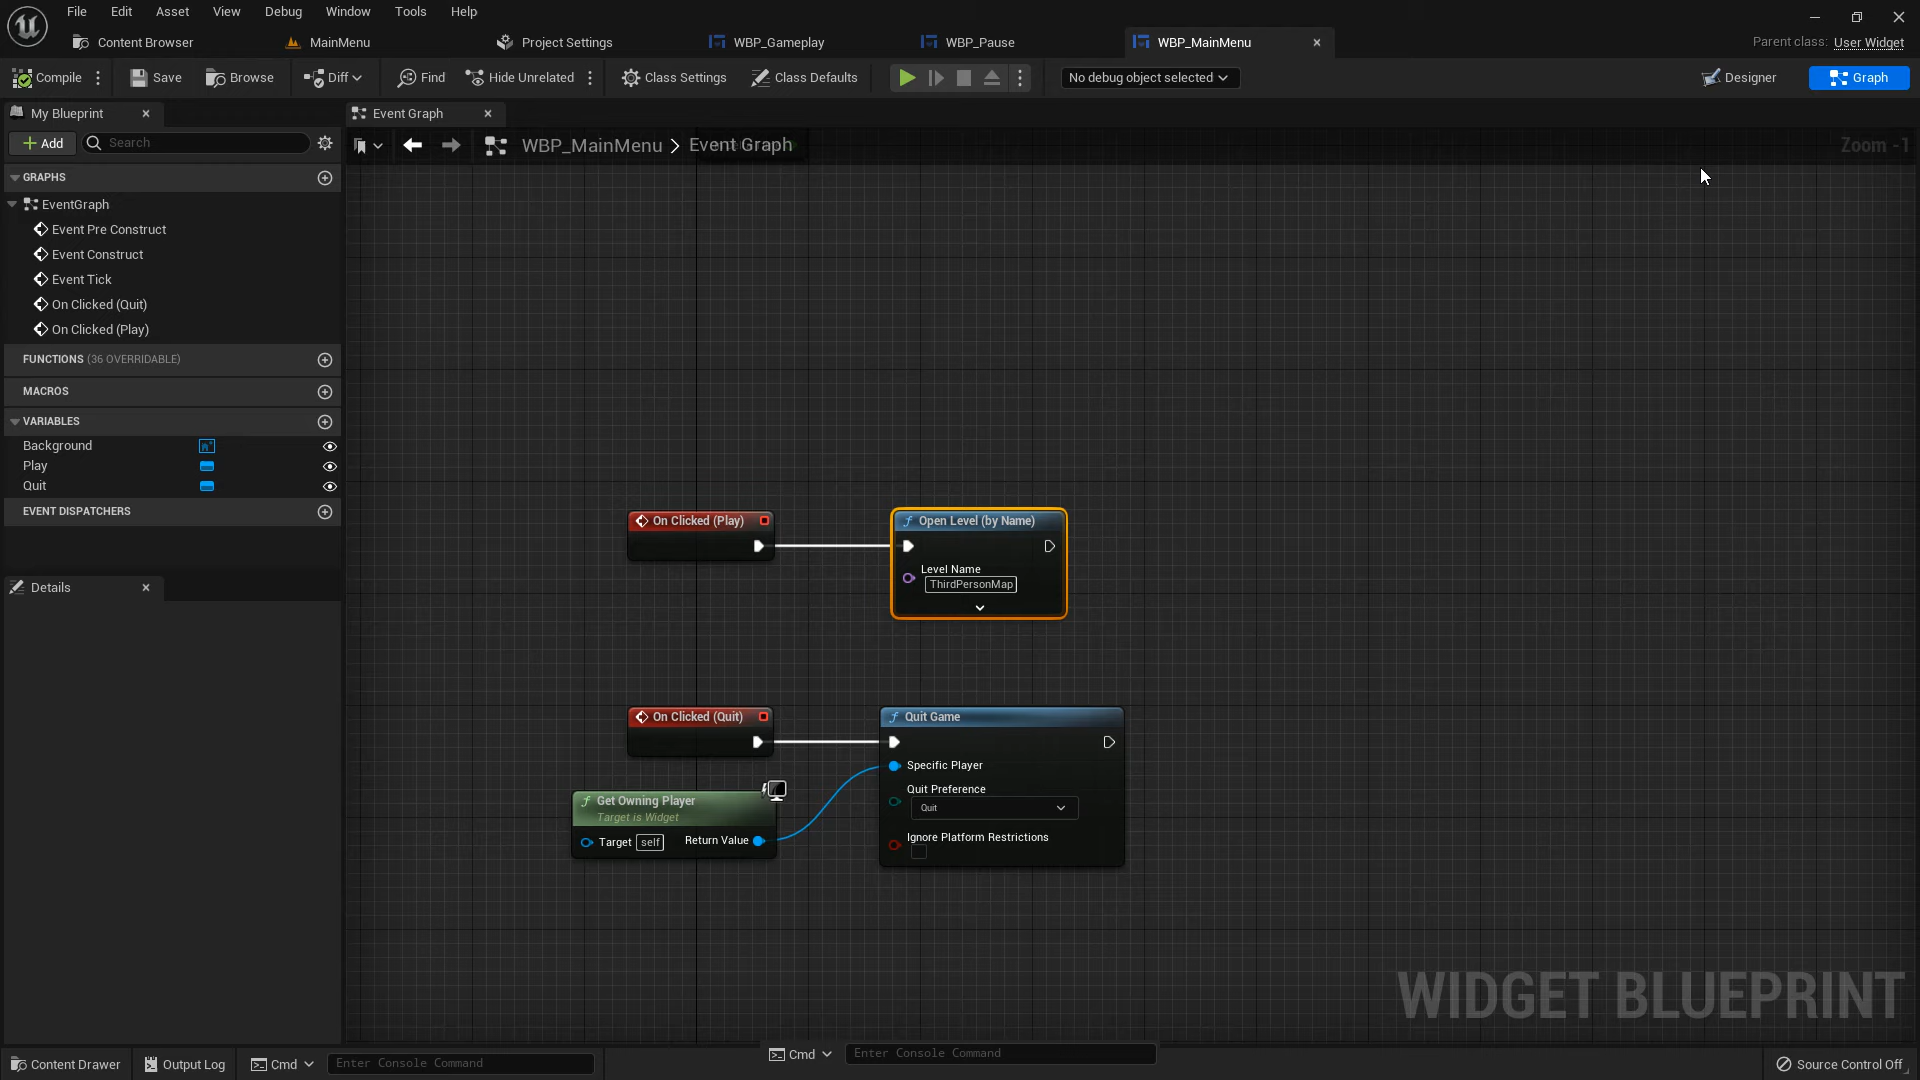 File Edit Asset View Debug Window Tools Help
Content Browser MainMenu Project Settings WBP_Gameplay WBP_Pause WBP_MainMenu Parent class: User Widget
Compile Save Browse Diff Find Hide Unrelated Class Settings Class Defaults No debug object selected Designer Graph
My Blueprint Event Graph
Add Search WBP_MainMenu > Event Graph Zoom -1
GRAPHS
EventGraph
Event Pre Construct
Event Construct
Event Tick
On Clicked (Quit)
On Clicked (Play)
FUNCTIONS (36 OVERRIDABLE)
MACROS
VARIABLES
Background
Play
Quit
EVENT DISPATCHERS
Details
On Clicked (Play)
Open Level (by Name)
Level Name
ThirdPersonMap
On Clicked (Quit)
Quit Game
Specific Player
Quit Preference
Quit
Ignore Platform Restrictions
Get Owning Player
Target is Widget
Target self Return Value
WIDGET BLUEPRINT
Content Drawer Output Log Cmd Enter Console Command Cmd Enter Console Command Source Control Off